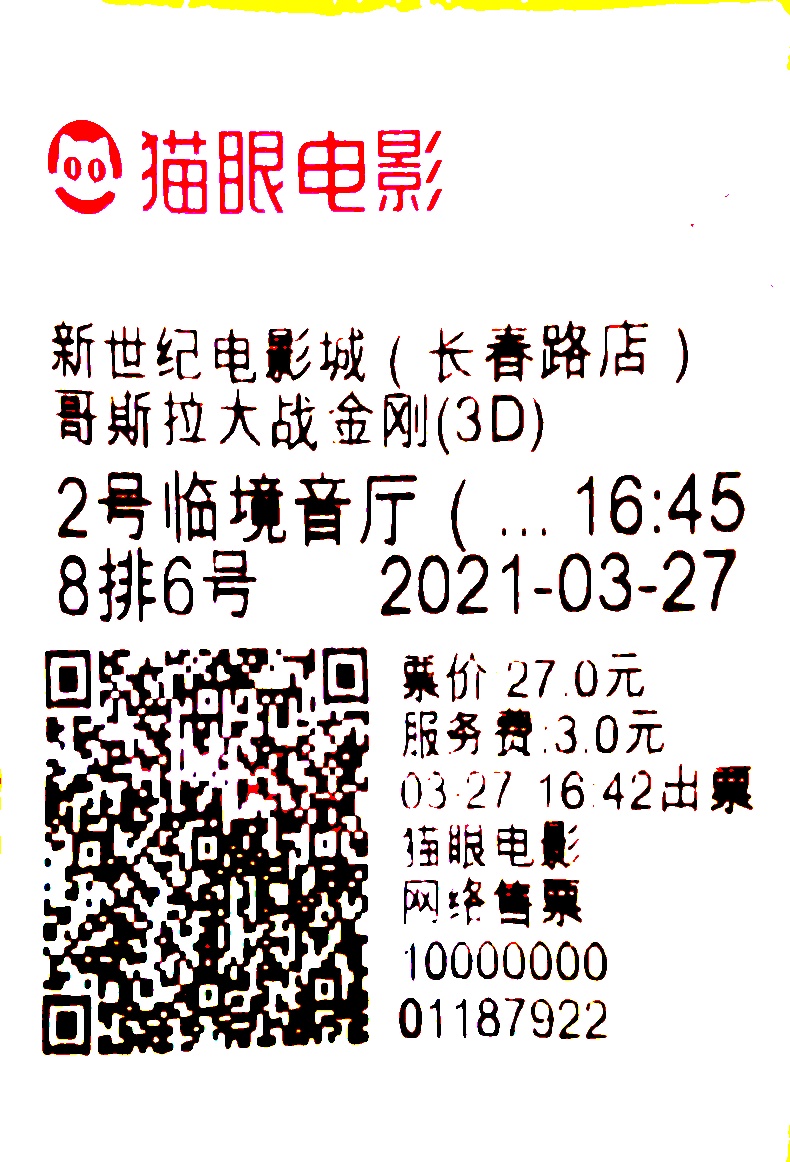 猫眼电影
新世纪电影城（长春路店）
哥斯拉大战金刚(3D)
2号临境音厅（... 16:45
8排6号 2021-03-27
票价 27.0元
服务费:3.0元
03-27 16:42出票
猫眼电影
网络售票
10000000
01187922